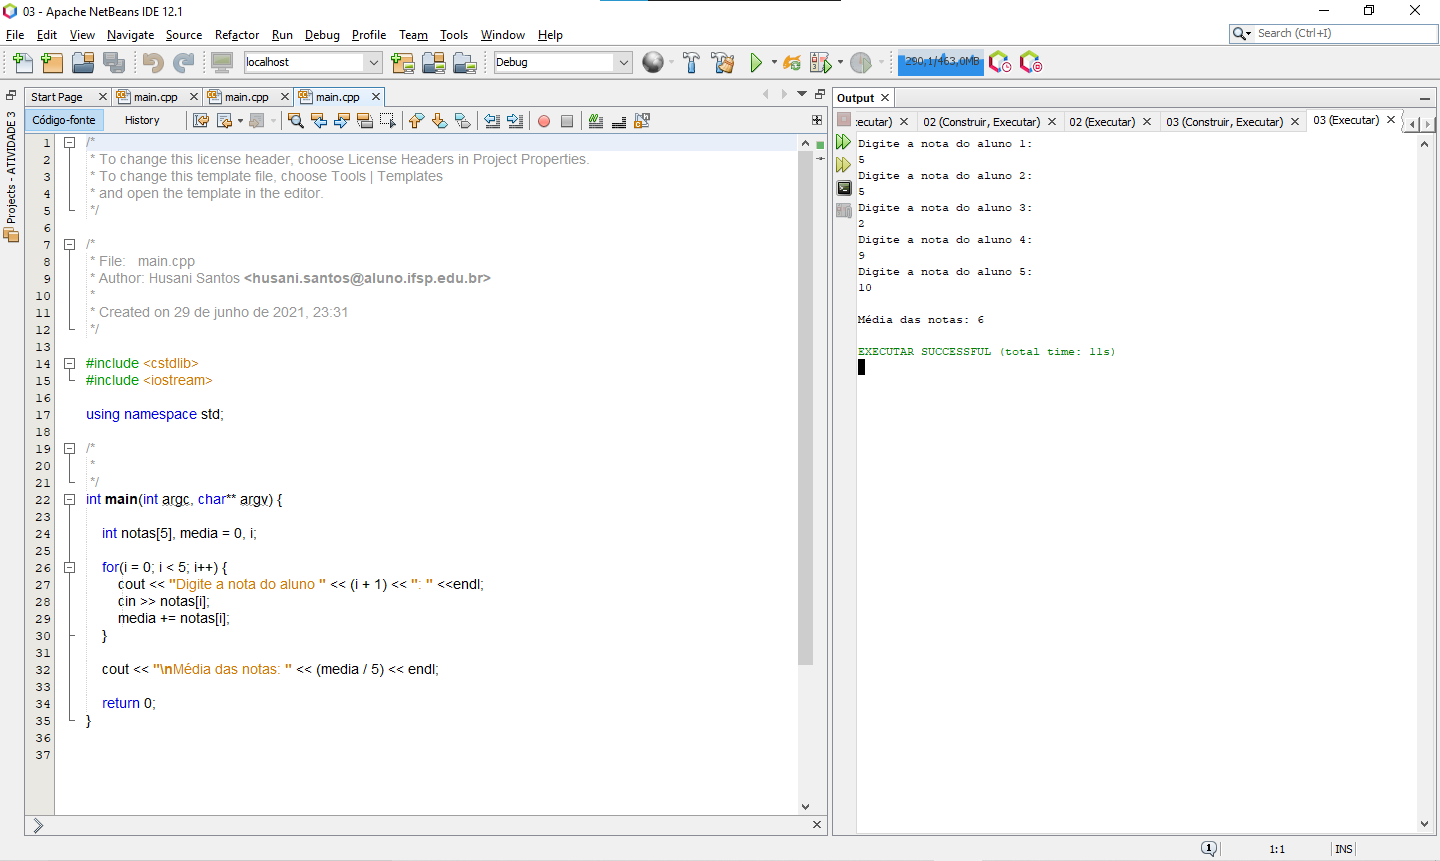 03 - Apache NetBeans IDE 12.1
File Edit View Navigate Source Refactor Run Debug Profile Team Tools Window Help
Search (Ctrl+I)
localhost
Debug
290,1/463,0MB
Projects - ATIVIDADE 3
Start Page main.cpp main.cpp main.cpp
Código-fonte History
1 /*
2 * To change this license header, choose License Headers in Project Properties.
3 * To change this template file, choose Tools | Templates
4 * and open the template in the editor.
5 */
6
7 /*
8 * File: main.cpp
9 * Author: Husani Santos <husani.santos@aluno.ifsp.edu.br>
10 *
11 * Created on 29 de junho de 2021, 23:31
12 */
13
14 #include <cstdlib>
15 #include <iostream>
16
17 using namespace std;
18
19 /*
20 *
21 */
22 int main(int argc, char** argv) {
23
24 int notas[5], media = 0, i;
25
26 for(i = 0; i < 5; i++) {
27 cout << "Digite a nota do aluno " << (i + 1) << ": " <<endl;
28 cin >> notas[i];
29 media += notas[i];
30 }
31
32 cout << "\nMédia das notas: " << (media / 5) << endl;
33
34 return 0;
35 }
36
37
Output
:ecutar) 02 (Construir, Executar) 02 (Executar) 03 (Construir, Executar) 03 (Executar)
Digite a nota do aluno 1:
5
Digite a nota do aluno 2:
5
Digite a nota do aluno 3:
2
Digite a nota do aluno 4:
9
Digite a nota do aluno 5:
10
Média das notas: 6
EXECUTAR SUCCESSFUL (total time: 11s)
1
1:1
INS